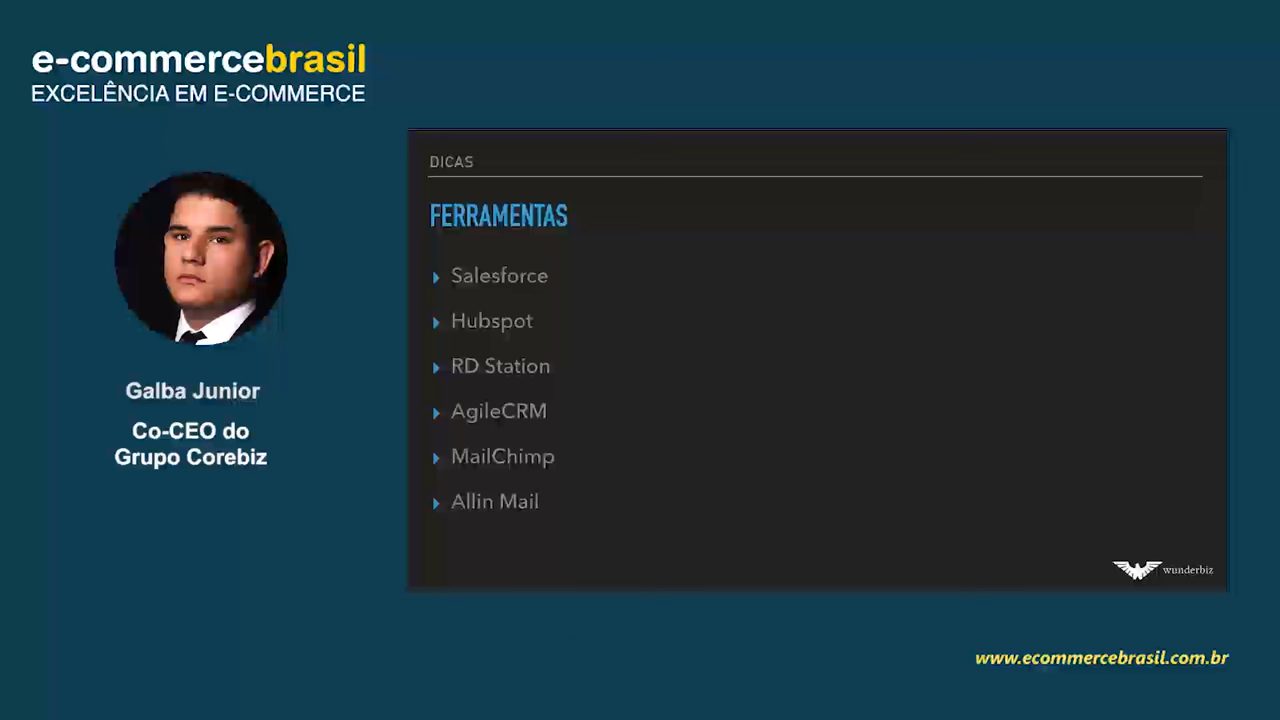 e-commercebrasil
EXCELÊNCIA EM E-COMMERCE
Galba Junior
Co-CEO do
Grupo Corebiz
DICAS
FERRAMENTAS
Salesforce
Hubspot
RD Station
AgileCRM
MailChimp
Allin Mail
wunderbiz
www.ecommercebrasil.com.br